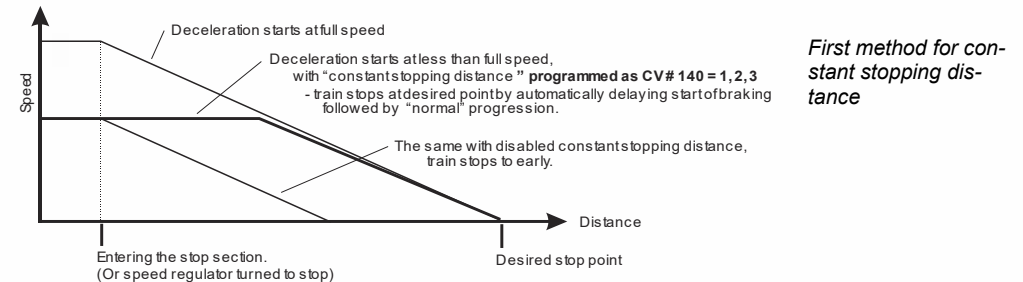 Deceleration starts at full speed
Deceleration starts at less than full speed,
with “constant stopping distance ” programmed as CV # 140 = 1, 2, 3
- train stops at desired point by automatically delaying start of braking
followed by “normal” progression.
First method for con-
stant stopping dis-
tance
Speed
The same with disabled constant stopping distance,
train stops to early.
Distance
Entering the stop section.
(Or speed regulator turned to stop)
Desired stop point